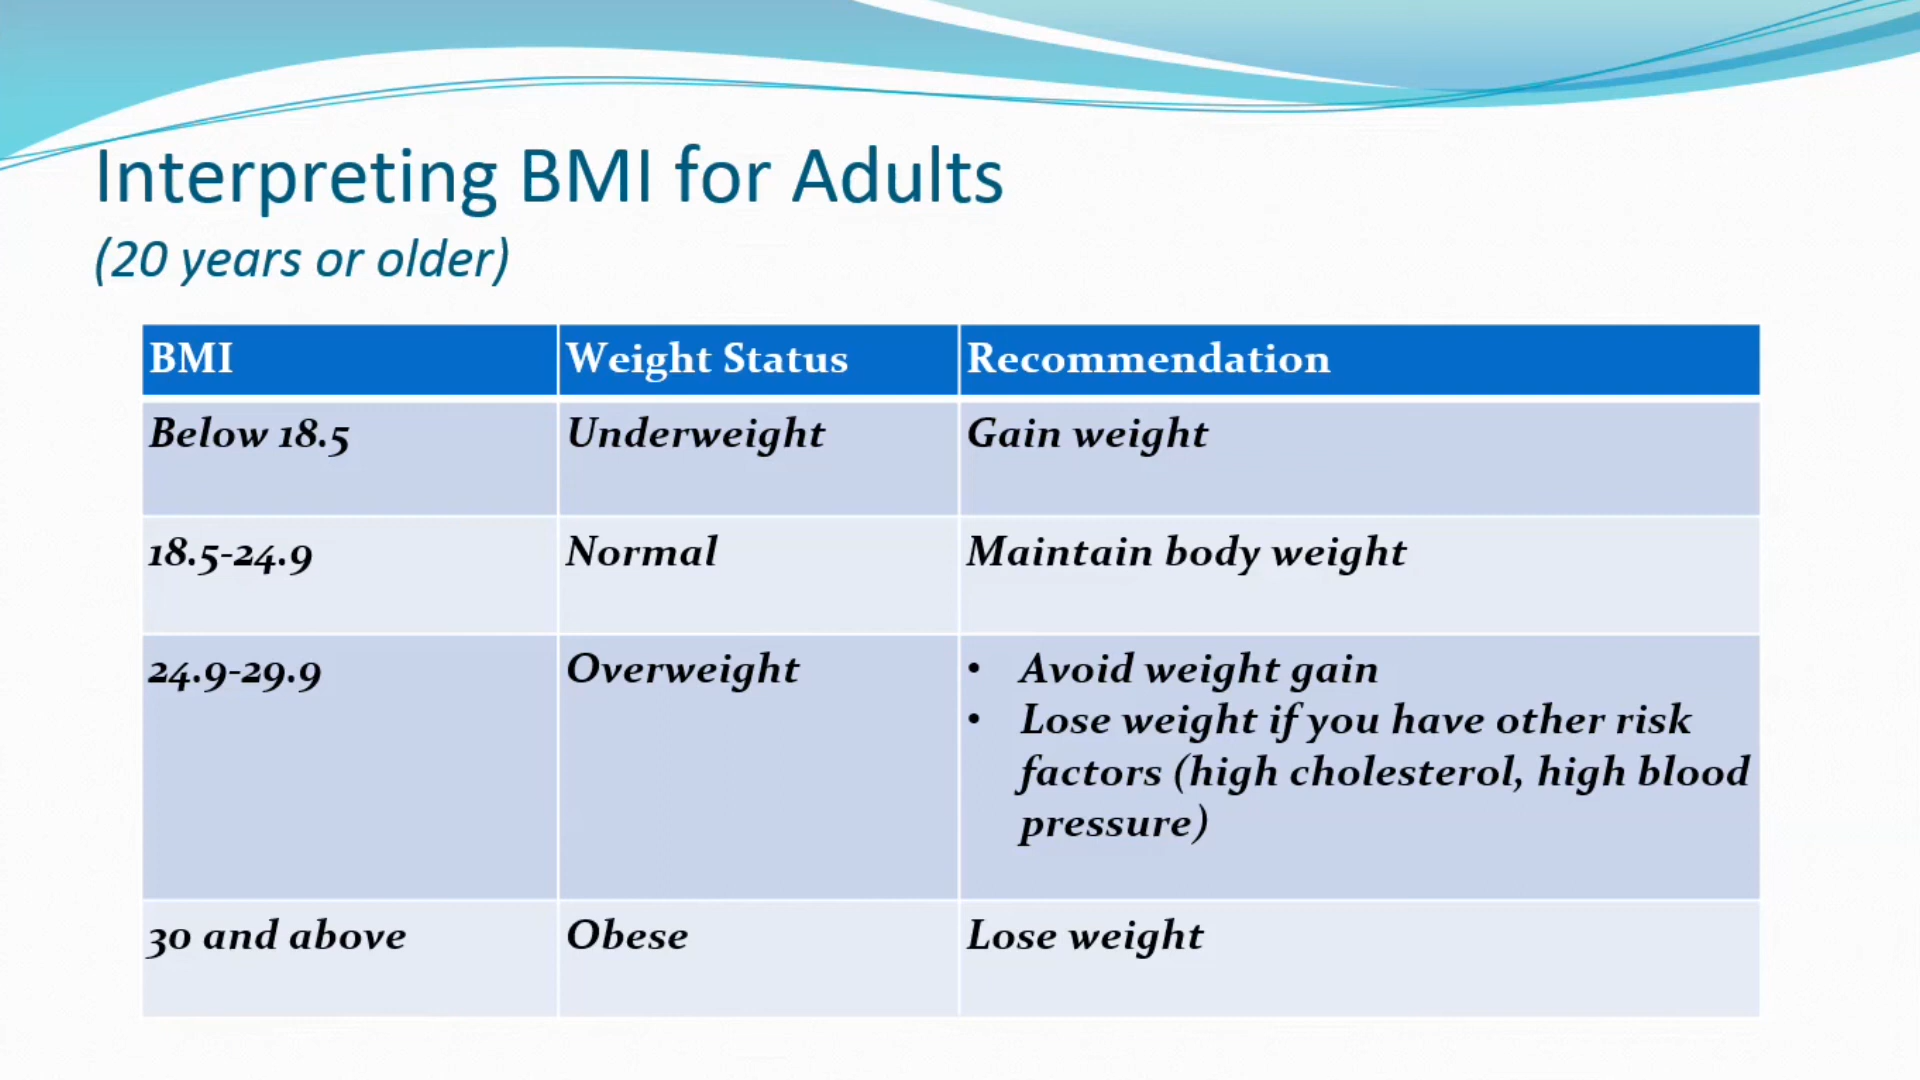 Interpreting BMI for Adults
(20 years or older)
BMI Weight Status Recommendation
Below 18.5 Underweight Gain weight
18.5-24.9 Normal Maintain body weight
24.9-29.9 Overweight • Avoid weight gain
• Lose weight if you have other risk
factors (high cholesterol, high blood
pressure)
30 and above Obese Lose weight